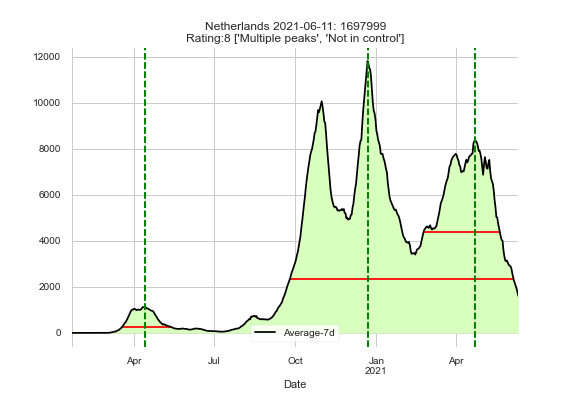 Netherlands 2021-06-11: 1697999
Rating:8 ['Multiple peaks', 'Not in control']
12000
10000
8000
6000
4000
2000
0
Average-7d
Apr
Jul
Oct
Jan
2021
Apr
Date